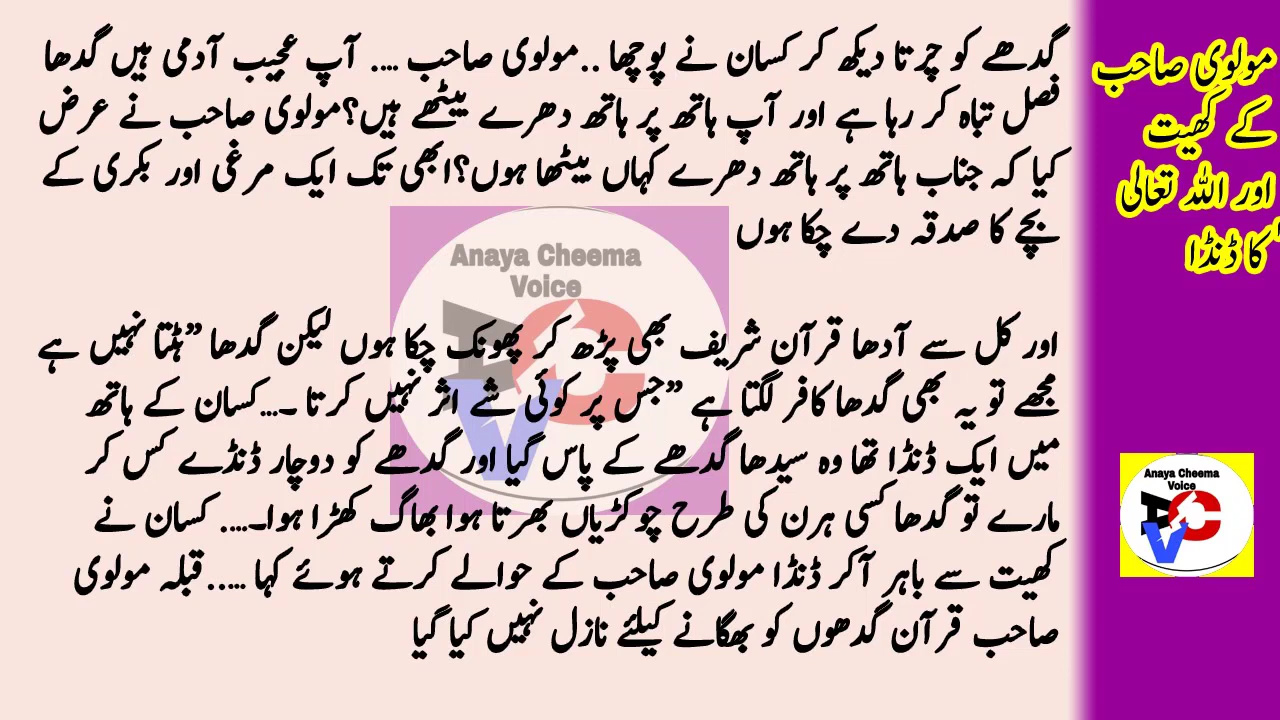 مولوی صاحب
کے کھیت
اور اللہ تعالی
کا ڈنڈا
گدھے کو چرتا دیکھ کر کسان نے پوچھا ..مولوی صاحب .... آپ عجیب آدمی ہیں گدھا
فصل تباہ کر رہا ہے اور آپ ہاتھ پر ہاتھ دھرے بیٹھے ہیں؟مولوی صاحب نے عرض
کیا کہ جناب ہاتھ پر ہاتھ دھرے کہاں بیٹھا ہوں؟ابھی تک ایک مرغی اور بکری کے
بچے کا صدقہ دے چکا ہوں
اور کل سے آدھا قرآن شریف بھی پڑھ کر پھونک چکا ہوں لیکن گدھا ”ہٹتا نہیں ہے
مجھے تو یہ بھی گدھا کافر لگتا ہے ”جس پر کوئی شے اثر نہیں کرتا ۔...کسان کے ہاتھ
میں ایک ڈنڈا تھا وہ سیدھا گدھے کے پاس گیا اور گدھے کو دوچار ڈنڈے کس کر
مارے تو گدھا کسی ہرن کی طرح چوکڑیاں بھرتا ہوا بھاگ کھڑا ہوا۔.... کسان نے
کھیت سے باہر آکر ڈنڈا مولوی صاحب کے حوالے کرتے ہوئے کہا ..... قبلہ مولوی
صاحب قرآن گدھوں کو بھگانے کیلئے نازل نہیں کیا گیا
Anaya Cheema
Voice
Anaya Cheema
Voice